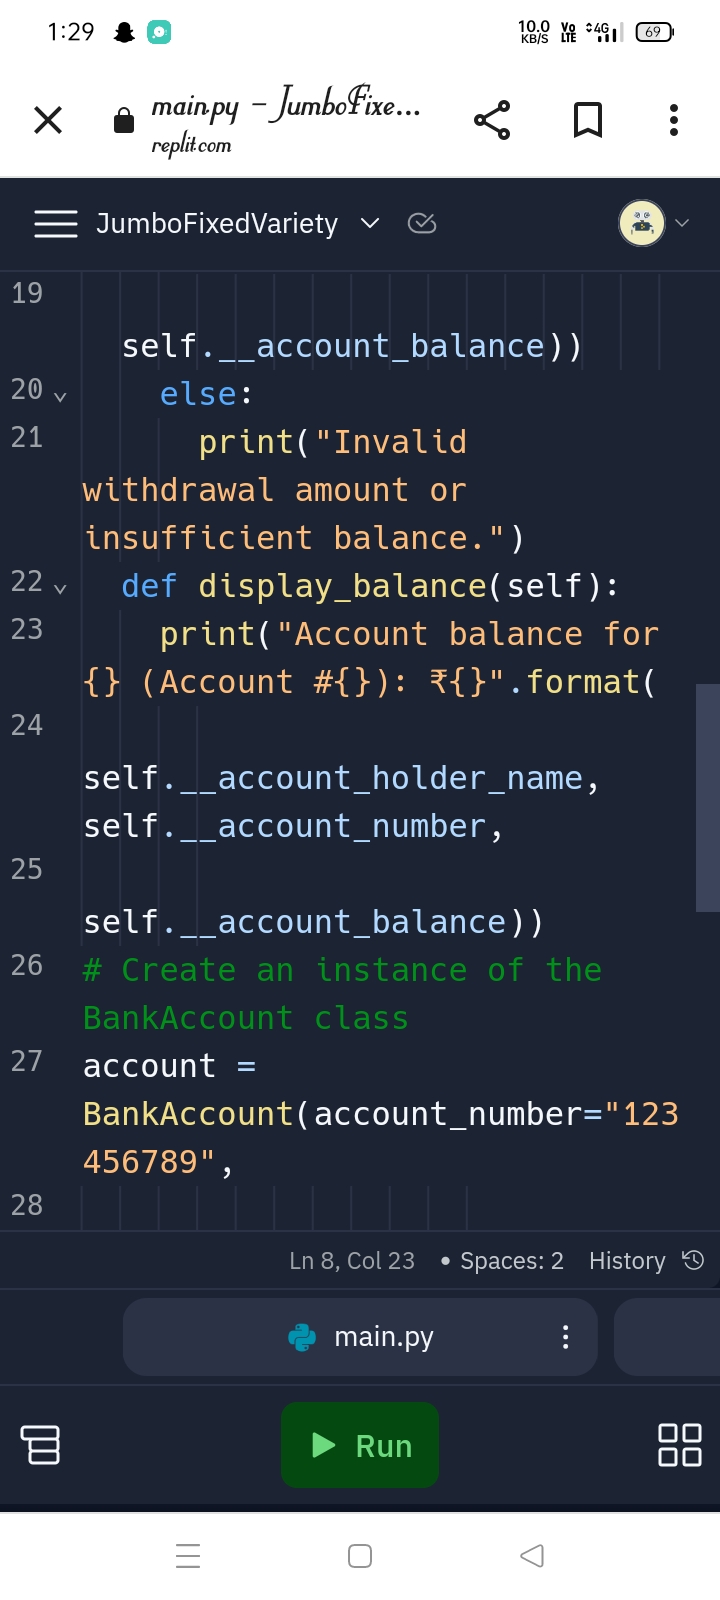 1:29
10.0 KB/S Vo LTE 4G 69
main.py – JumboFixe...
replit.com
JumboFixedVariety
19
self.__account_balance))
20 else:
21 print("Invalid
withdrawal amount or
insufficient balance.")
22 def display_balance(self):
23 print("Account balance for
{} (Account #{}): ₹{}".format(
24
self.__account_holder_name,
self.__account_number,
25
self.__account_balance))
26 # Create an instance of the
BankAccount class
27 account =
BankAccount(account_number="123
456789",
28
Ln 8, Col 23 • Spaces: 2 History
main.py
Run